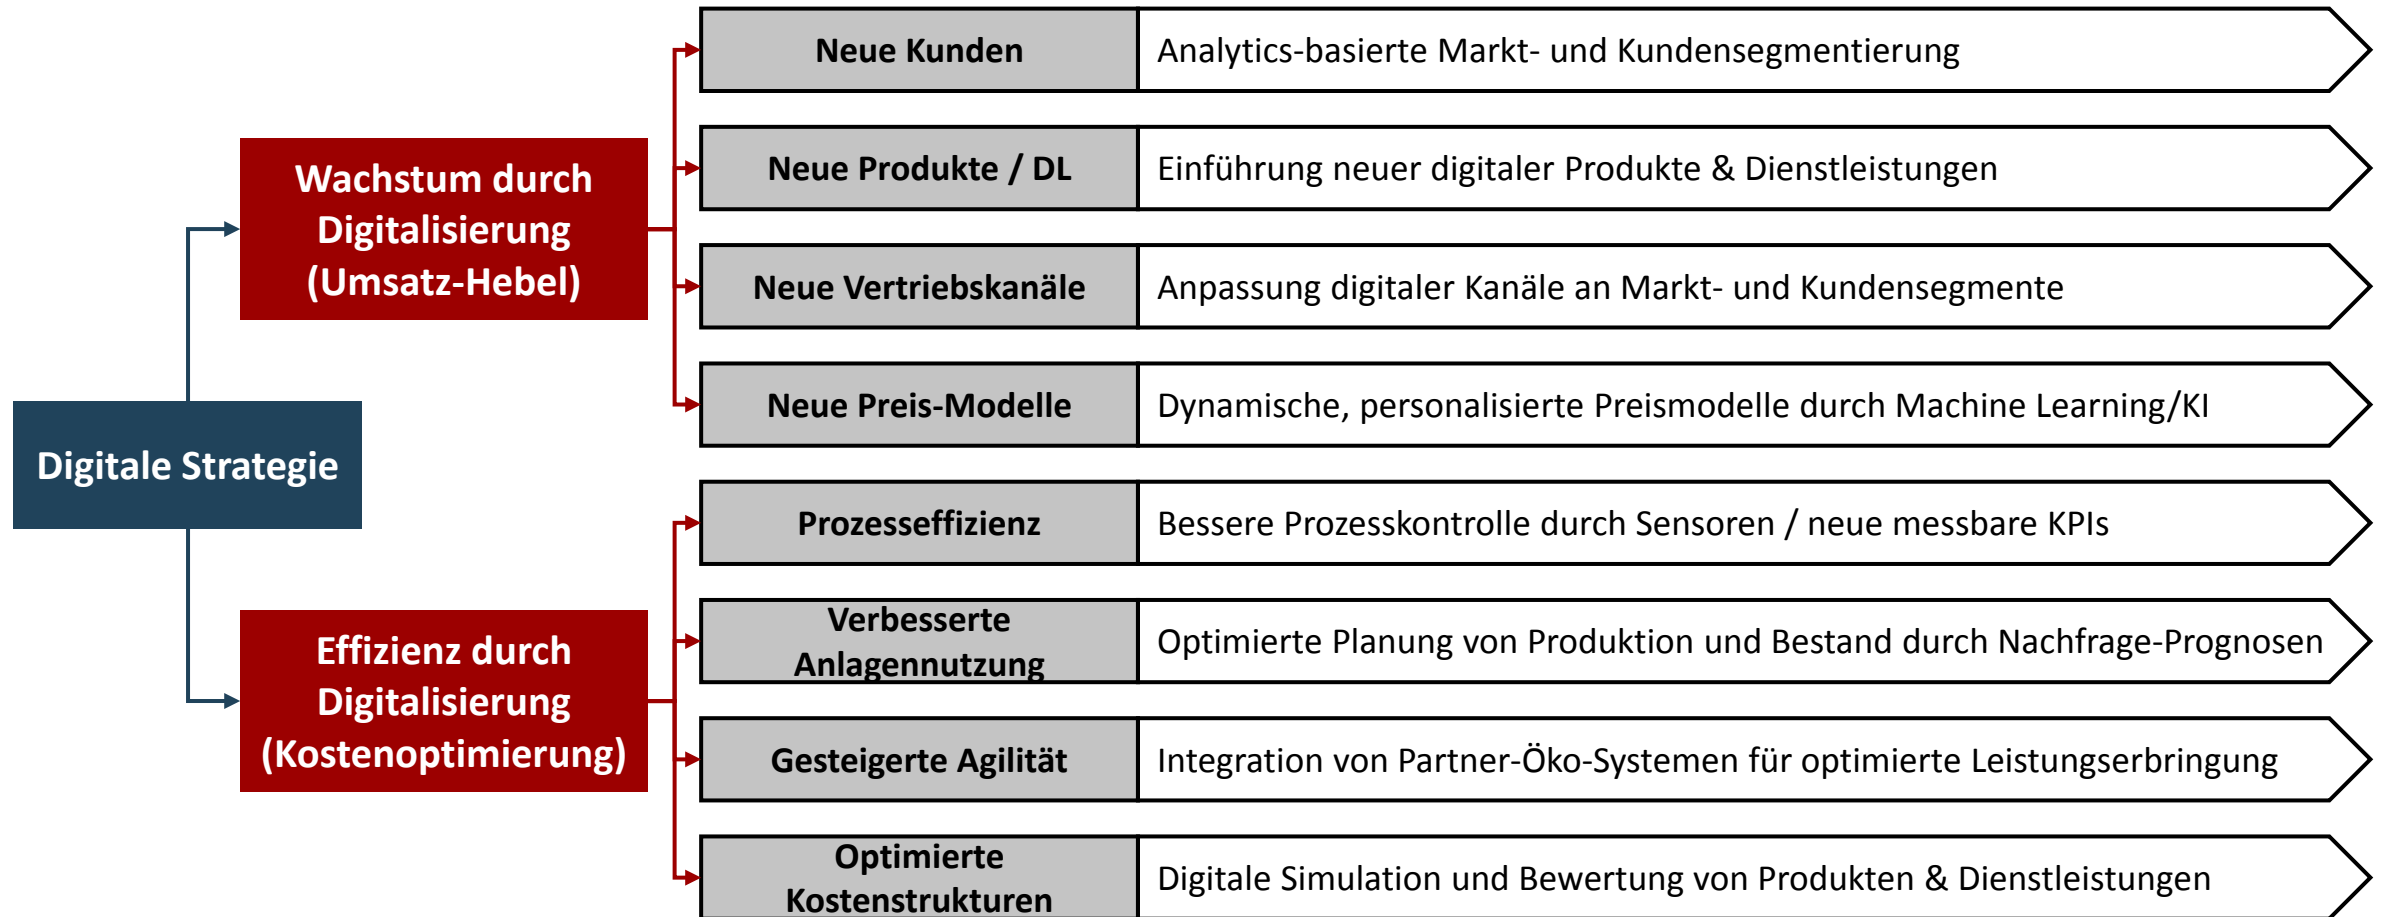 Digitale Strategie
Wachstum durch
Digitalisierung
(Umsatz-Hebel)
Neue Kunden
Analytics-basierte Markt- und Kundensegmentierung
Neue Produkte / DL
Einführung neuer digitaler Produkte & Dienstleistungen
Neue Vertriebskanäle
Anpassung digitaler Kanäle an Markt- und Kundensegmente
Neue Preis-Modelle
Dynamische, personalisierte Preismodelle durch Machine Learning/KI
Effizienz durch
Digitalisierung
(Kostenoptimierung)
Prozesseffizienz
Bessere Prozesskontrolle durch Sensoren / neue messbare KPIs
Verbesserte
Anlagennutzung
Optimierte Planung von Produktion und Bestand durch Nachfrage-Prognosen
Gesteigerte Agilität
Integration von Partner-Öko-Systemen für optimierte Leistungserbringung
Optimierte
Kostenstrukturen
Digitale Simulation und Bewertung von Produkten & Dienstleistungen